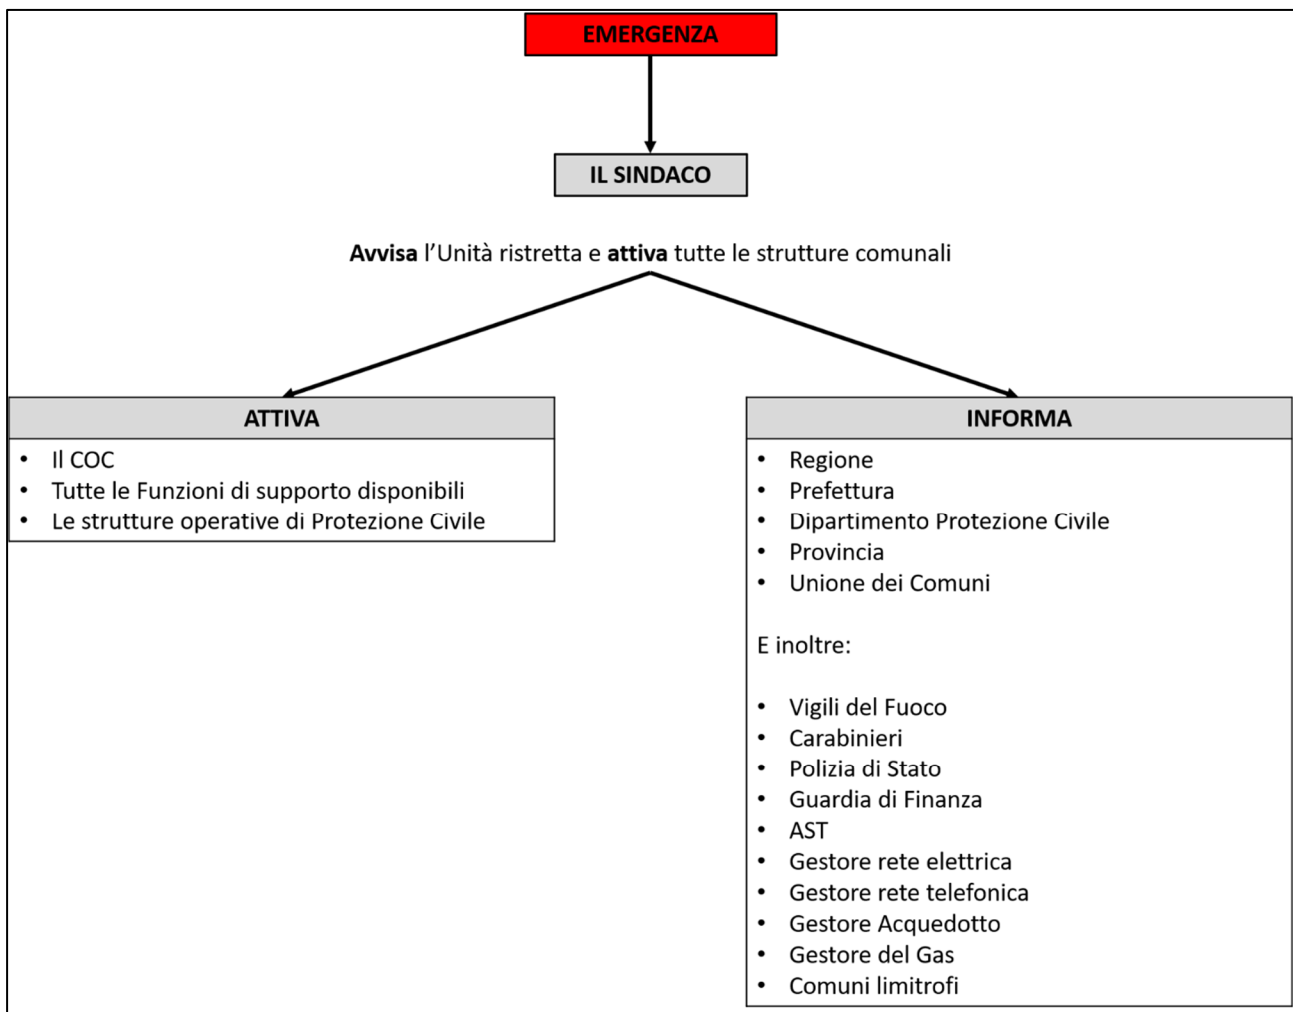 EMERGENZA
IL SINDACO
Avvisa l'Unità ristretta e attiva tutte le strutture comunali
ATTIVA
• Il COC
• Tutte le Funzioni di supporto disponibili
• Le strutture operative di Protezione Civile
INFORMA
• Regione
• Prefettura
• Dipartimento Protezione Civile
• Provincia
• Unione dei Comuni
E inoltre:
• Vigili del Fuoco
• Carabinieri
• Polizia di Stato
• Guardia di Finanza
• AST
• Gestore rete elettrica
• Gestore rete telefonica
• Gestore Acquedotto
• Gestore del Gas
• Comuni limitrofi